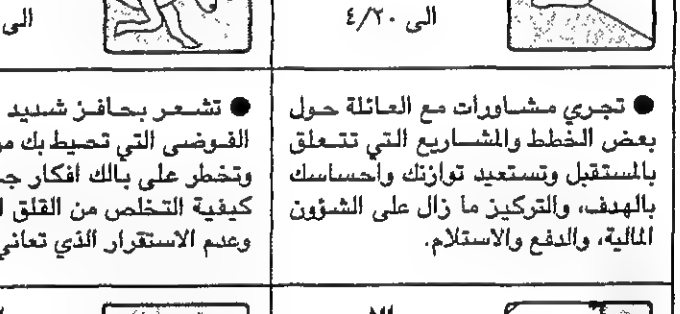 الى ٤/٢٠
الى
● تجري مشاورات مع العائلة حول
بعض الخطط والمشاريع التي تتعلق
بالمستقبل وتستعيد توازنك وأحساسك
بالهدف، والتركيز ما زال على الشؤون
المالية، والدفع والاستلام.
● تشعر بحافز شديد
الفوضى التي تحيط بك
وتخطر على بالك افكار
كيفية التخلص من القلق
وعدم الاستقرار الذي تعاني